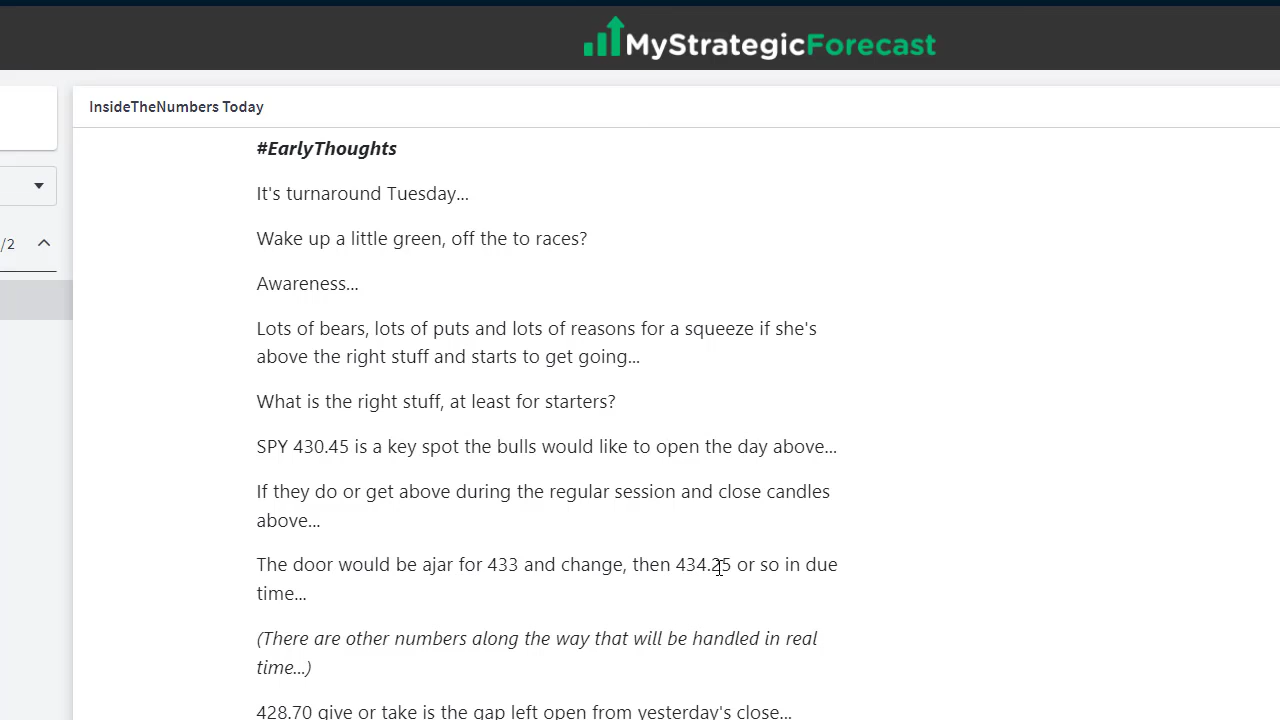 MyStrategicForecast
InsideTheNumbers Today
#EarlyThoughts
It's turnaround Tuesday...
Wake up a little green, off the to races?
/2
Awareness...
Lots of bears, lots of puts and lots of reasons for a squeeze if she's
above the right stuff and starts to get going...
What is the right stuff, at least for starters?
SPY 430.45 is a key spot the bulls would like to open the day above...
If they do or get above during the regular session and close candles
above...
The door would be ajar for 433 and change, then 434.25 or so in due
time...
(There are other numbers along the way that will be handled in real
time...)
428.70 give or take is the gap left open from yesterday's close...